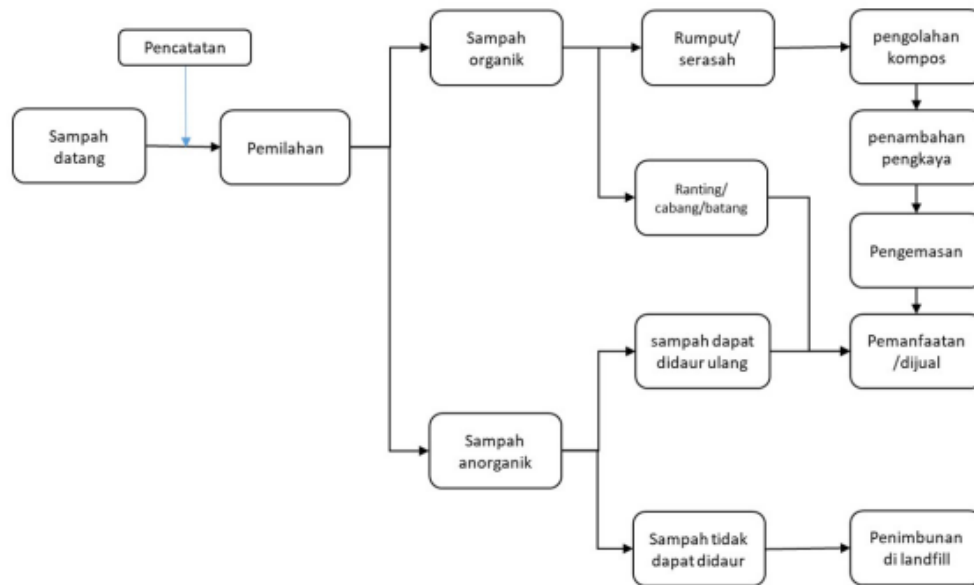 Pencatatan
Sampah
datang
Pemilahan
Sampah
organik
Rumput/
serasah
pengolahan
kompos
penambahan
pengkaya
Ranting/
cabang/batang
Pengemasan
sampah dapat
didaur ulang
Pemanfaatan
/dijual
Sampah
anorganik
Sampah tidak
dapat didaur
Penimbunan
di landfill